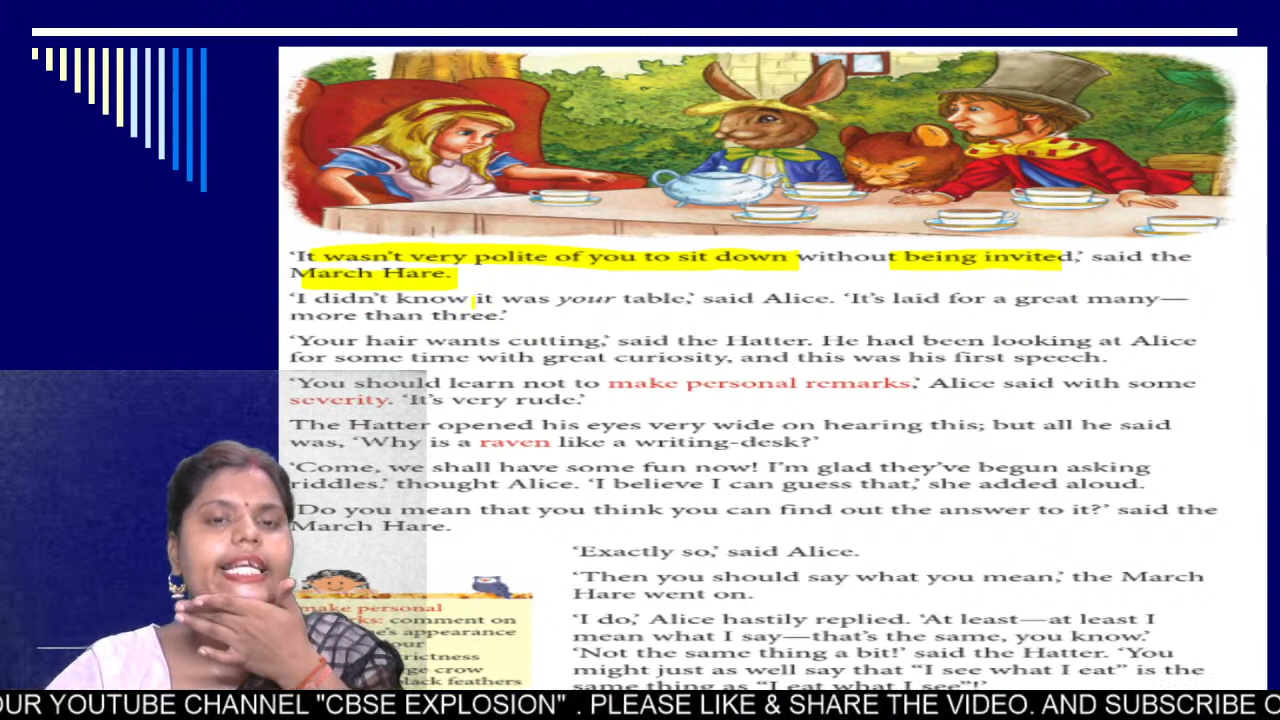 ‘It wasn’t very polite of you to sit down without being invited,’ said the
March Hare.
‘I didn’t know it was your table,’ said Alice. ‘It’s laid for a great many—
more than three.’
‘Your hair wants cutting,’ said the Hatter. He had been looking at Alice
for some time with great curiosity, and this was his first speech.
‘You should learn not to make personal remarks,’ Alice said with some
severity. ‘It’s very rude.’
The Hatter opened his eyes very wide on hearing this; but all he said
was, ‘Why is a raven like a writing-desk?’
‘Come, we shall have some fun now! I’m glad they’ve begun asking
riddles.’ thought Alice. ‘I believe I can guess that,’ she added aloud.
‘Do you mean that you think you can find out the answer to it?’ said the
March Hare.
‘Exactly so,’ said Alice.
‘Then you should say what you mean,’ the March
Hare went on.
‘I do,’ Alice hastily replied. ‘At least—at least I
mean what I say—that’s the same, you know.’
‘Not the same thing a bit!’ said the Hatter. ‘You
might just as well say that “I see what I eat” is the
same thing as “I eat what I see”!’
make personal
comment on
appearance
black feathers
OUR YOUTUBE CHANNEL "CBSE EXPLOSION" . PLEASE LIKE & SHARE THE VIDEO. AND SUBSCRIBE